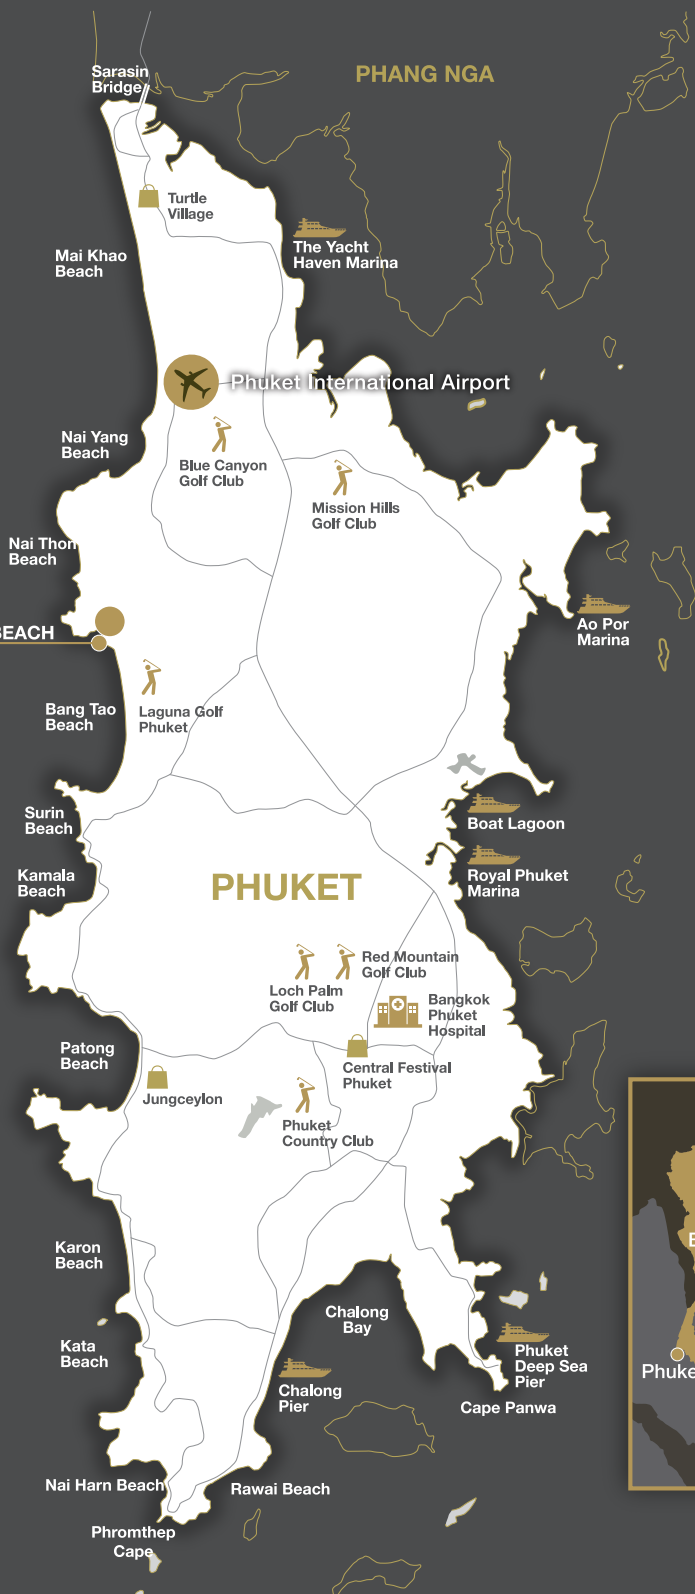 Sarasin
Bridge
PHANG NGA
Turtle
Village
The Yacht
Haven Marina
Mai Khao
Beach
Phuket International Airport
Nai Yang
Beach
Blue Canyon
Golf Club
Mission Hills
Golf Club
Nai Thon
Beach
BEACH
Ao Por
Marina
Bang Tao
Beach
Laguna Golf
Phuket
Surin
Beach
Boat Lagoon
Kamala
Beach
Royal Phuket
Marina
PHUKET
Red Mountain
Golf Club
Loch Palm
Golf Club
Bangkok
Phuket
Hospital
Patong
Beach
Central Festival
Phuket
Jungceylon
Phuket
Country Club
Karon
Beach
Chalong
Bay
Kata
Beach
Phuket
Deep Sea
Pier
Phuke
Chalong
Pier
Cape Panwa
Nai Harn Beach
Rawai Beach
Phromthep
Cape